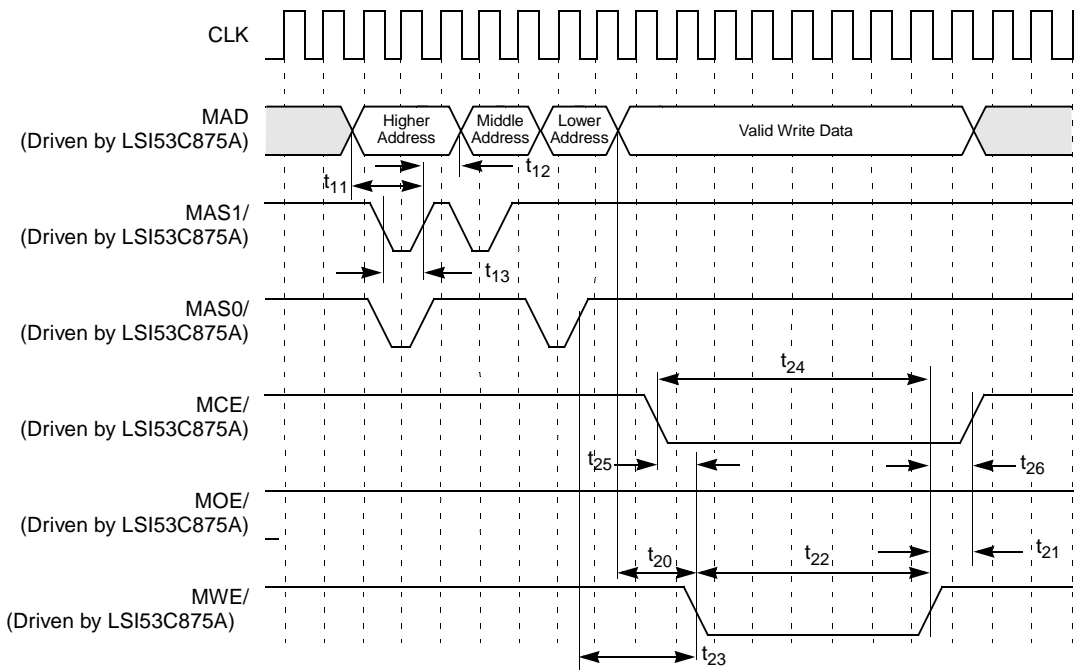 CLK
MAD
(Driven by LSI53C875A)
Higher
Address
Middle
Address
Lower
Address
Valid Write Data
t12
t11
MAS1/
(Driven by LSI53C875A)
t13
MAS0/
(Driven by LSI53C875A)
t24
MCE/
(Driven by LSI53C875A)
t25
t26
MOE/
(Driven by LSI53C875A)
t20
t22
t21
MWE/
(Driven by LSI53C875A)
t23